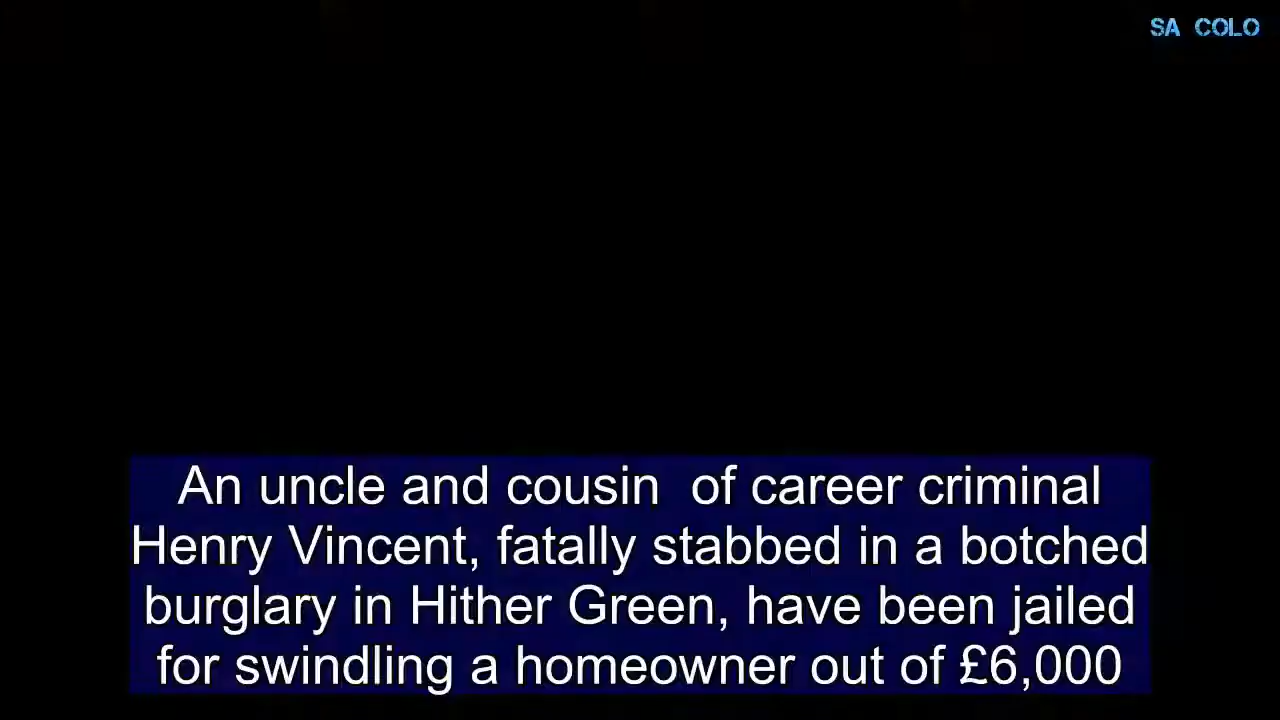 SA COLO
An uncle and cousin  of career criminal
Henry Vincent, fatally stabbed in a botched
burglary in Hither Green, have been jailed
for swindling a homeowner out of £6,000